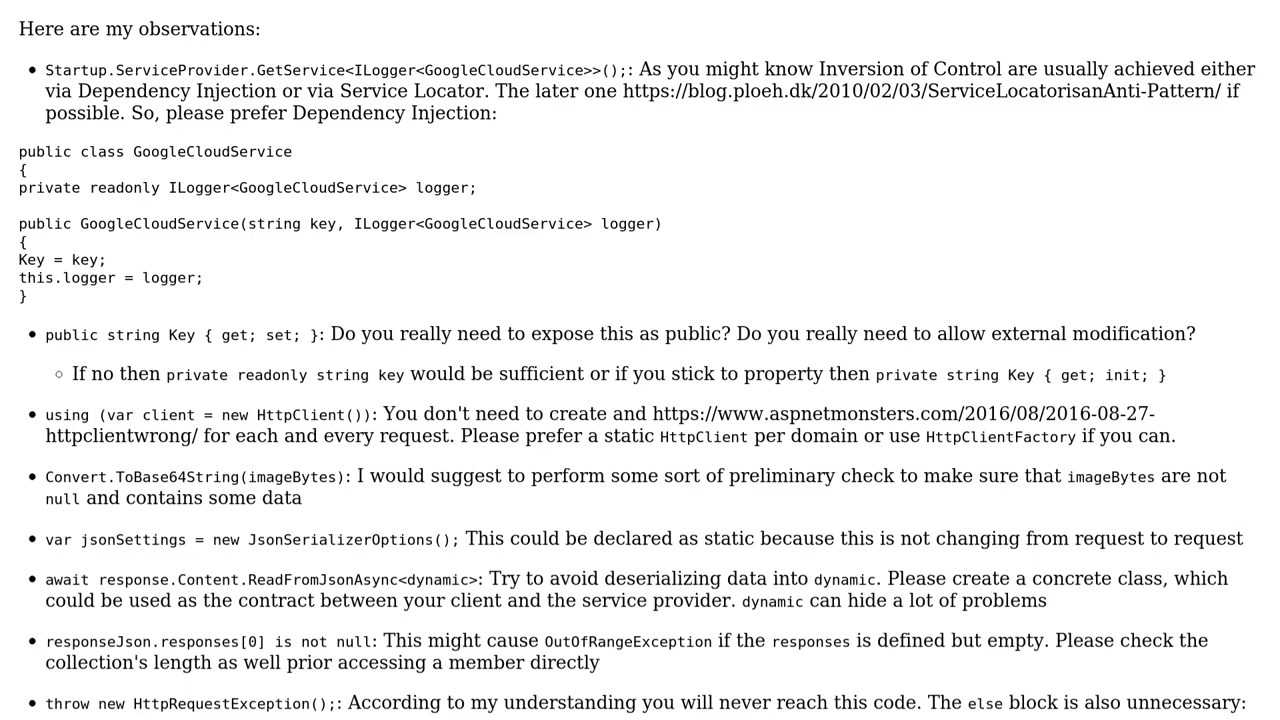 Here are my observations:
Startup.ServiceProvider.GetService<ILogger<GoogleCloudService>>();: As you might know Inversion of Control are usually achieved either
via Dependency Injection or via Service Locator. The later one https://blog.ploeh.dk/2010/02/03/ServiceLocatorisanAnti-Pattern/ if
possible. So, please prefer Dependency Injection:
public class GoogleCloudService
{
private readonly ILogger<GoogleCloudService> logger;
public GoogleCloudService(string key, ILogger<GoogleCloudService> logger)
{
Key = key;
this.logger = logger;
}
public string Key { get; set; }: Do you really need to expose this as public? Do you really need to allow external modification?
If no then private readonly string key would be sufficient or if you stick to property then private string Key { get; init; }
using (var client = new HttpClient()): You don't need to create and https://www.aspnetmonsters.com/2016/08/2016-08-27-
httpclientwrong/ for each and every request. Please prefer a static HttpClient per domain or use HttpClientFactory if you can.
Convert.ToBase64String(imageBytes): I would suggest to perform some sort of preliminary check to make sure that imageBytes are not
null and contains some data
var jsonSettings = new JsonSerializerOptions(); This could be declared as static because this is not changing from request to request
await response.Content.ReadFromJsonAsync<dynamic>: Try to avoid deserializing data into dynamic. Please create a concrete class, which
could be used as the contract between your client and the service provider. dynamic can hide a lot of problems
responseJson.responses[0] is not null: This might cause OutOfRangeException if the responses is defined but empty. Please check the
collection's length as well prior accessing a member directly
throw new HttpRequestException();: According to my understanding you will never reach this code. The else block is also unnecessary: